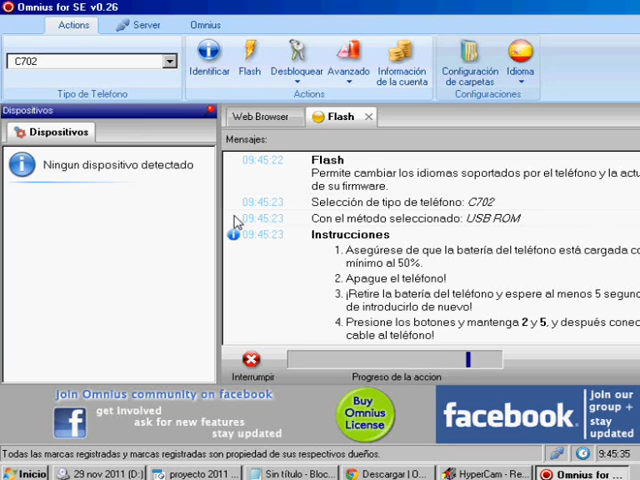 Omnius for SE v0.26
Actions Server Omnius
C702
Tipo de Telefono
Identificar Flash Desbloquear Avanzado Información de la cuenta
Actions
Configuración de carpetas Idioma
Configuraciones
Dispositivos
Dispositivos
Ningun dispositivo detectado
Web Browser Flash
Mensajes:
09:45:22 Flash
Permite cambiar los idiomas soportados por el teléfono y la actu
de su firmware.
09:45:23 Selección de tipo de teléfono: C702
09:45:23 Con el método seleccionado: USB ROM
09:45:23 Instrucciones
1. Asegúrese de que la batería del teléfono está cargada co
mínimo al 50%.
2. Apague el teléfono!
3. ¡Retire la batería del teléfono y espere al menos 5 segun
de introducirlo de nuevo!
4. Presione los botones y mantenga 2 y 5, y después conec
cable al teléfono!
Interrumpir Progreso de la accion
Join Omnius community on facebook
get involved
ask for new features
stay updated
Buy
Omnius
License
facebook.
Join our
group +
stay
updated
Todas las marcas registradas y marcas registradas son propiedad de sus respectivos dueños.
9:45:35
Inicio 29 nov 2011 (D:) proyecto 2011 ... Sin título - Bloc... Descargar | O... HyperCam - Re... Omnius for ...